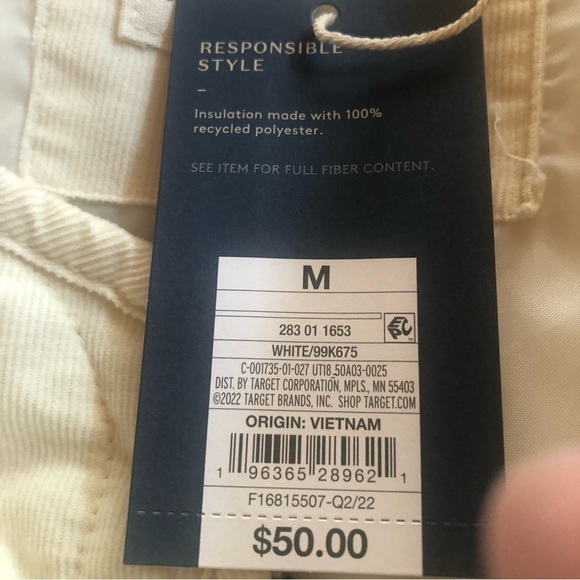 RESPONSIBLE
STYLE
–
Insulation made with 100%
recycled polyester.
SEE ITEM FOR FULL FIBER CONTENT.
M
283 01 1653
EPC
WHITE/99K675
C-001735-01-027 UT18_50A03-0025
DIST. BY TARGET CORPORATION, MPLS., MN 55403
©2022 TARGET BRANDS, INC. SHOP TARGET.COM
ORIGIN: VIETNAM
1 96365 28962 1
F16815507-Q2/22
$50.00